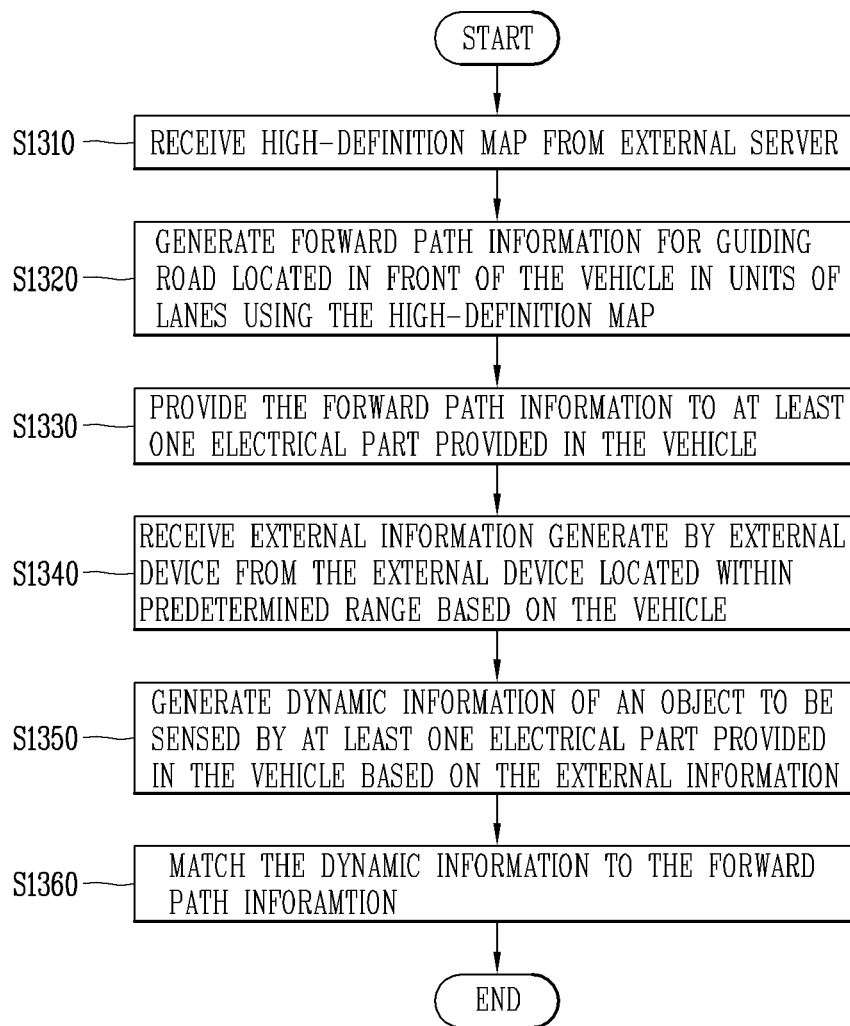 START
S1310
RECEIVE HIGH-DEFINITION MAP FROM EXTERNAL SERVER
S1320
GENERATE FORWARD PATH INFORMATION FOR GUIDING
ROAD LOCATED IN FRONT OF THE VEHICLE IN UNITS OF
LANES USING THE HIGH-DEFINITION MAP
S1330
PROVIDE THE FORWARD PATH INFORMATION TO AT LEAST
ONE ELECTRICAL PART PROVIDED IN THE VEHICLE
S1340
RECEIVE EXTERNAL INFORMATION GENERATE BY EXTERNAL
DEVICE FROM THE EXTERNAL DEVICE LOCATED WITHIN
PREDETERMINED RANGE BASED ON THE VEHICLE
S1350
GENERATE DYNAMIC INFORMATION OF AN OBJECT TO BE
SENSED BY AT LEAST ONE ELECTRICAL PART PROVIDED
IN THE VEHICLE BASED ON THE EXTERNAL INFORMATION
S1360
MATCH THE DYNAMIC INFORMATION TO THE FORWARD
PATH INFORAMTION
END